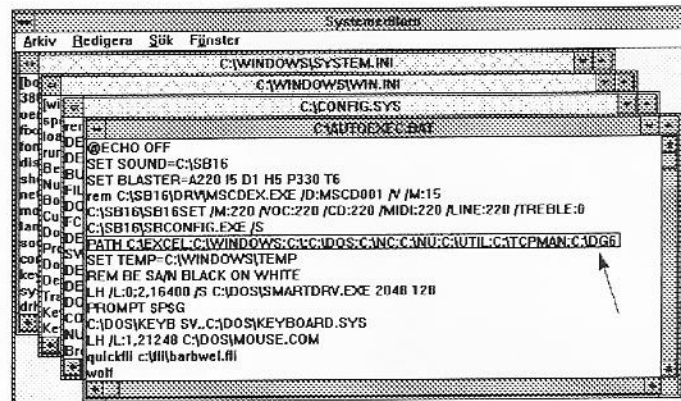 Systemeditorn
Arkiv Redigera Sök Fönster
C:\WINDOWS\SYSTEM.INI
C:\WINDOWS\WIN.INI
C:\CONFIG.SYS
C:\AUTOEXEC.BAT
@ECHO OFF
SET SOUND=C:\SB16
SET BLASTER=A220 I5 D1 H5 P330 T6
rem C:\SB16\DRV\MSCDEX.EXE /D:MSCD001 /V /M:15
C:\SB16\SB16SET /M:220 /VOC:220 /CD:220 /MIDI:220 /LINE:220 /TREBLE:0
C:\SB16\SBCONFIG.EXE /S
PATH C:\EXCEL;C:\WINDOWS;C:\;C:\DOS;C:\NC;C:\NU;C:\UTIL;C:\TCPMAN;C:\DG6
SET TEMP=C:\WINDOWS\TEMP
REM BE SA/N BLACK ON WHITE
LH /L:0;2,16400 /S C:\DOS\SMARTDRV.EXE 2048 128
PROMPT $P$G
C:\DOS\KEYB SV,,C:\DOS\KEYBOARD.SYS
LH /L:1,21248 C:\DOS\MOUSE.COM
quickfli c:\fli\barbwel.fli
wolf